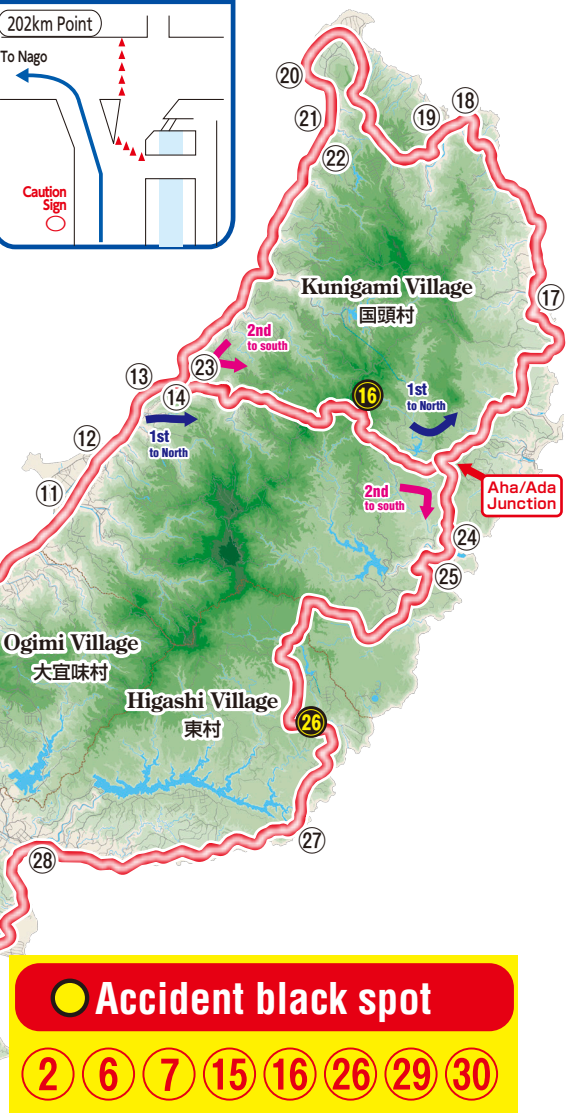 202km Point
To Nago
Caution
Sign
20
21
22
19
18
17
Kunigami Village
国頭村
2nd
to south
23
13
14
1st
to North
16
1st
to North
12
11
Aha/Ada
Junction
2nd
to south
24
25
Ogimi Village
大宜味村
Higashi Village
東村
26
27
28
Accident black spot
2 6 7 15 16 26 29 30